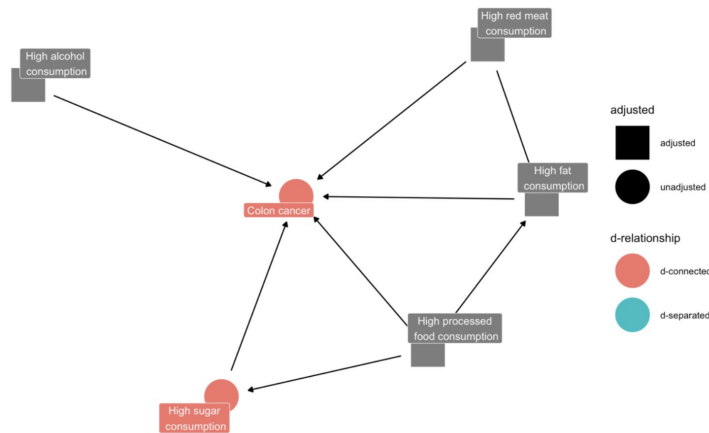 High red meat
consumption
High alcohol
consumption
adjusted
adjusted
unadjusted
High fat
consumption
Colon cancer
d-relationship
d-connected
d-separated
High processed
food consumption
High sugar
consumption